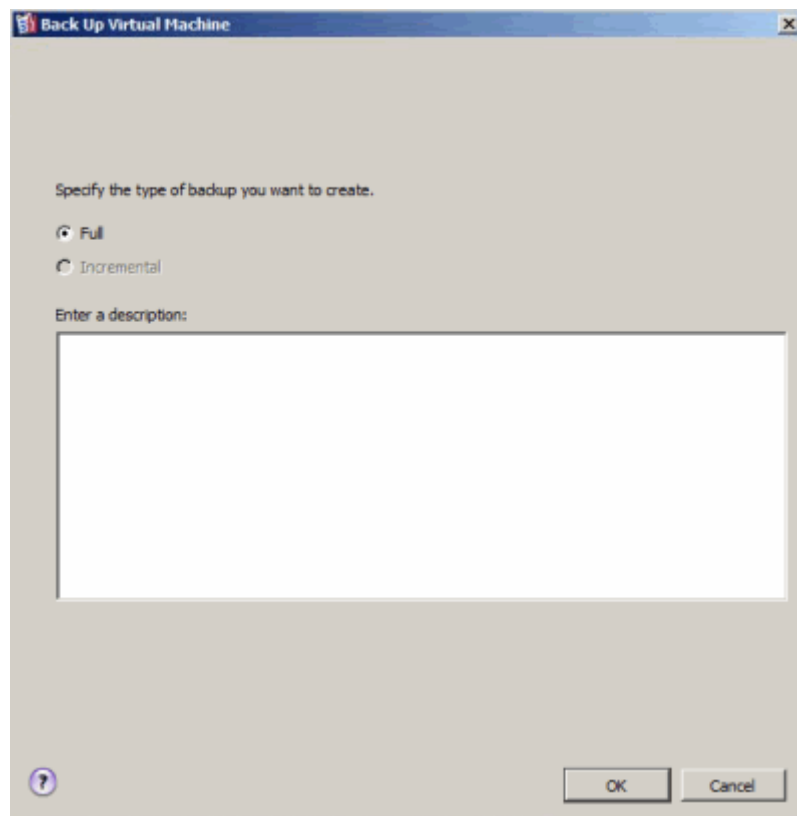 Back Up Virtual Machine
Specify the type of backup you want to create.
Full
Incremental
Enter a description:
?
OK
Cancel